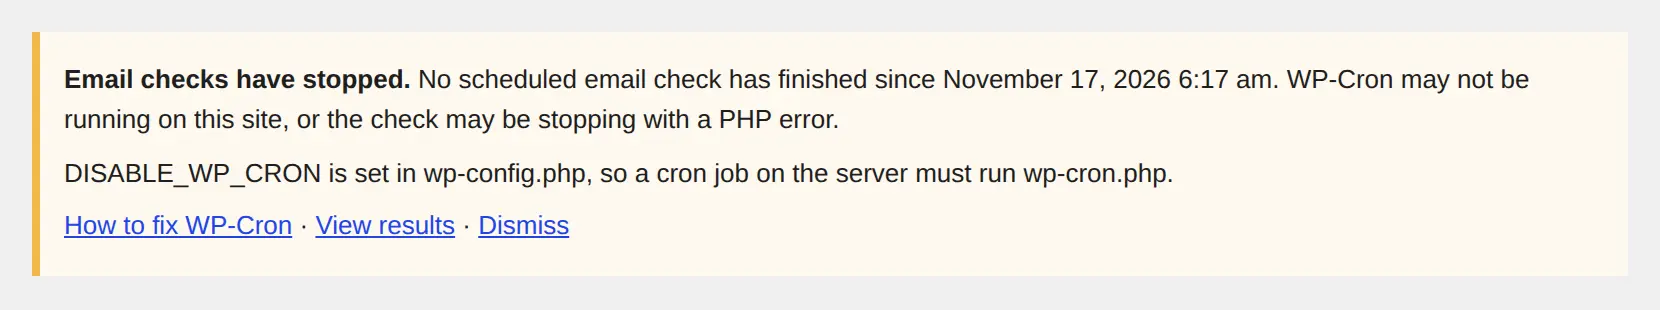 Email checks have stopped. No scheduled email check has finished since November 17, 2026 6:17 am. WP-Cron may not be
running on this site, or the check may be stopping with a PHP error.
DISABLE_WP_CRON is set in wp-config.php, so a cron job on the server must run wp-cron.php.
How to fix WP-Cron · View results · Dismiss